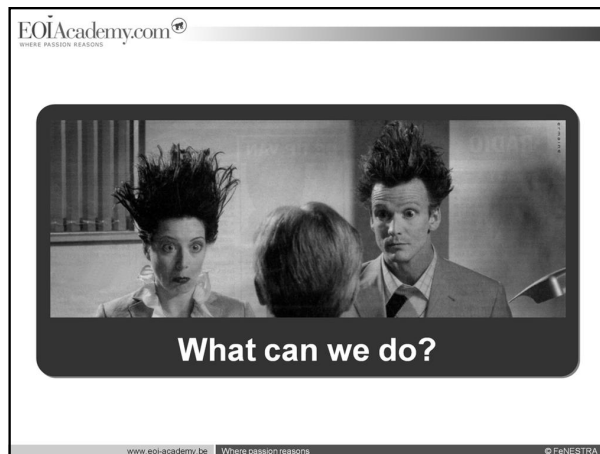 EOIAcademy.com®
WHERE PASSION REASONS
What can we do?
www.eoi-academy.be Where passion reasons © FeNESTRA